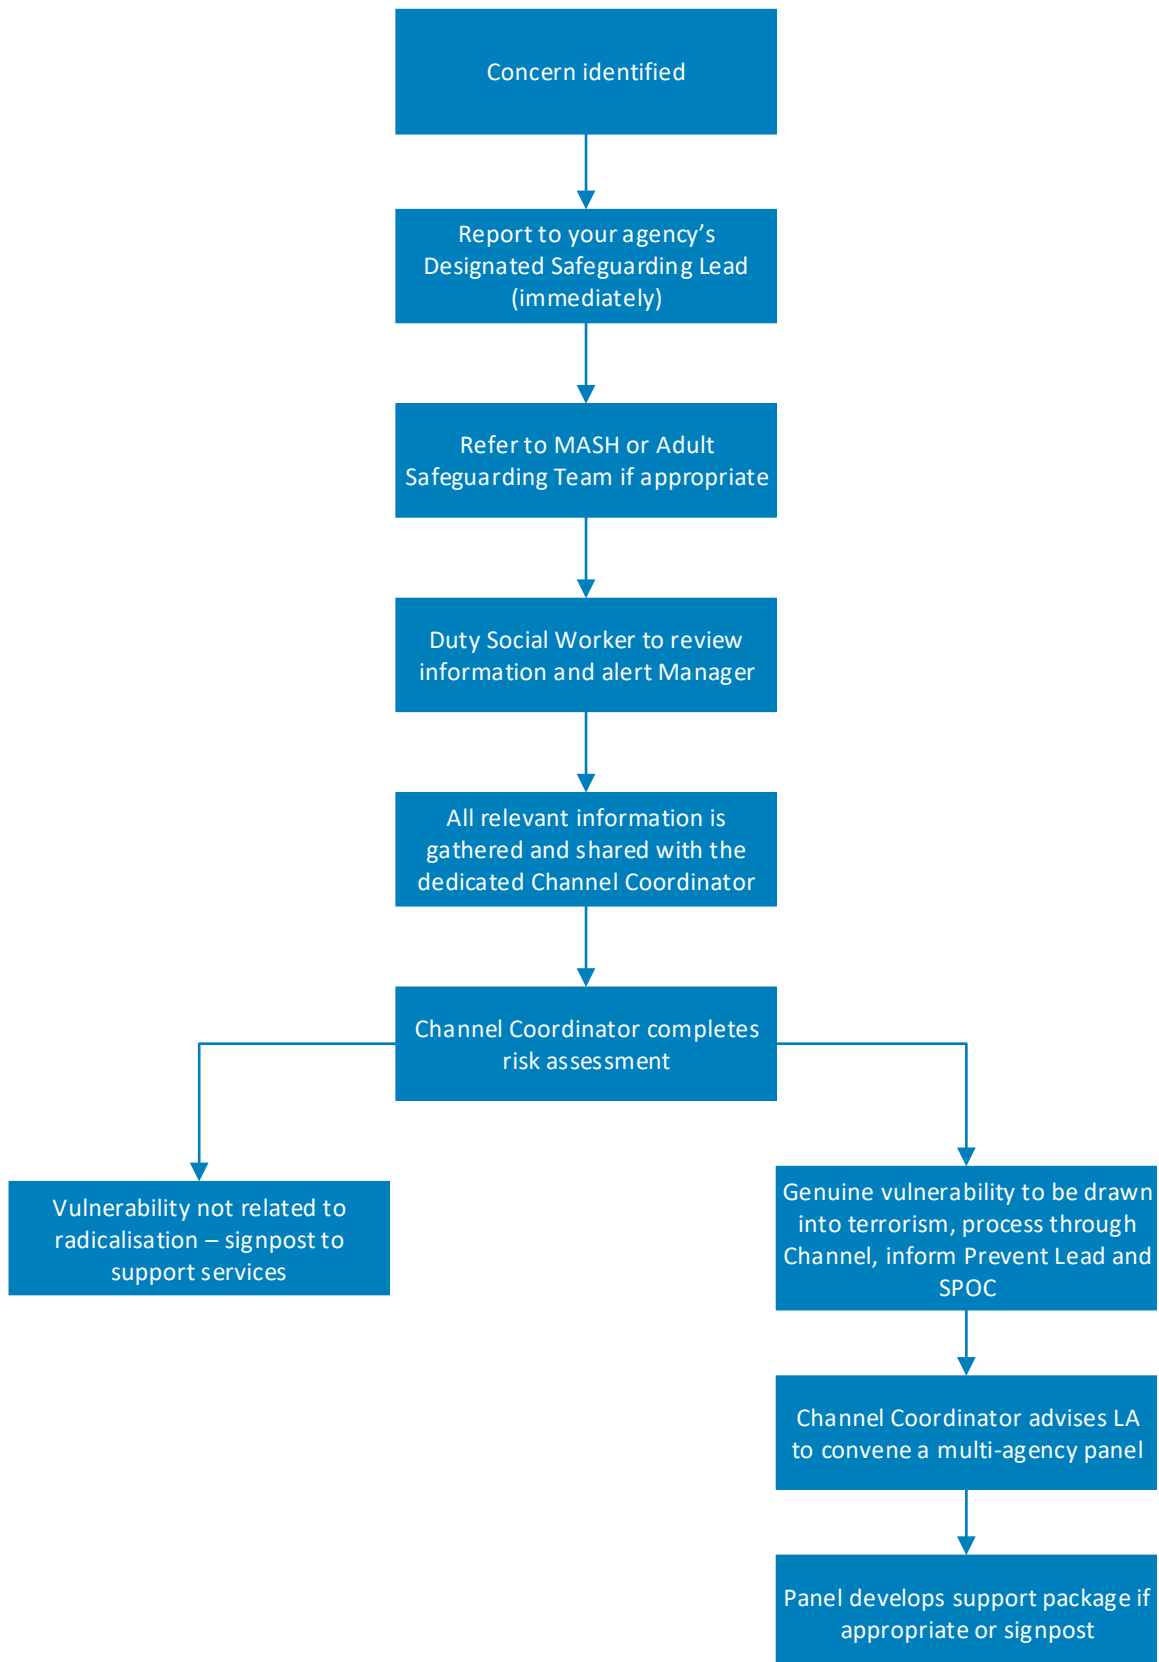 Concern identified
Report to your agency’s
Designated Safeguarding Lead
(immediately)
Refer to MASH or Adult
Safeguarding Team if appropriate
Duty Social Worker to review
information and alert Manager
All relevant information is
gathered and shared with the
dedicated Channel Coordinator
Channel Coordinator completes
risk assessment
Vulnerability not related to
radicalisation – signpost to
support services
Genuine vulnerability to be drawn
into terrorism, process through
Channel, inform Prevent Lead and
SPOC
Channel Coordinator advises LA
to convene a multi-agency panel
Panel develops support package if
appropriate or signpost